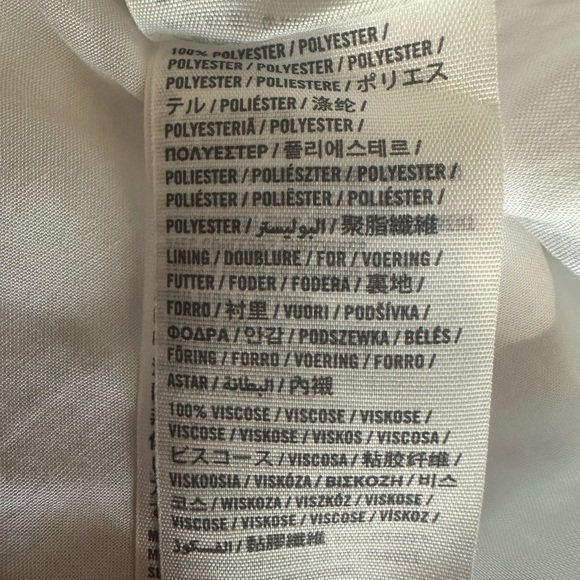 100% POLYESTER / POLYESTER /
POLYESTER / POLYESTER / POLYESTER /
POLYESTER / POLIESTERE / ポリエス
テル / POLIÉSTER / 涤纶 /
POLYESTERIÄ / POLYESTER /
ΠΟΛΥΕΣΤΕΡ / 폴리에스테르 /
POLIESTER / POLIÉSZTER / POLYESTER /
POLIÉSTER / POLIËSTER / POLIÉSTER /
POLYESTER / البوليستر / 聚脂纖維
LINING / DOUBLURE / FOR / VOERING /
FUTTER / FODER / FODERA / 裏地 /
FORRO / 衬里 / VUORI / PODŠÍVKA /
ΦΟΔΡΑ / 안감 / PODSZEWKA / BÉLÉS /
FÔRING / FORRO / VOERING / FORRO /
ASTAR / البطانة / 內襯
100% VISCOSE / VISCOSE / VISKOSE /
VISCOSE / VISKOSE / VISKOS / VISCOSA /
ビスコース / VISCOSA / 粘胶纤维 /
VISKOOSIA / VISKÓZA / ΒΙΣΚΟΖΗ / 비스
코스 / WISKOZA / VISZKÓZ / VISKOSE /
VISCOSE / VISKOSE / VISCOSE / VİSKOZ /
الفسكوز / 黏膠纖維